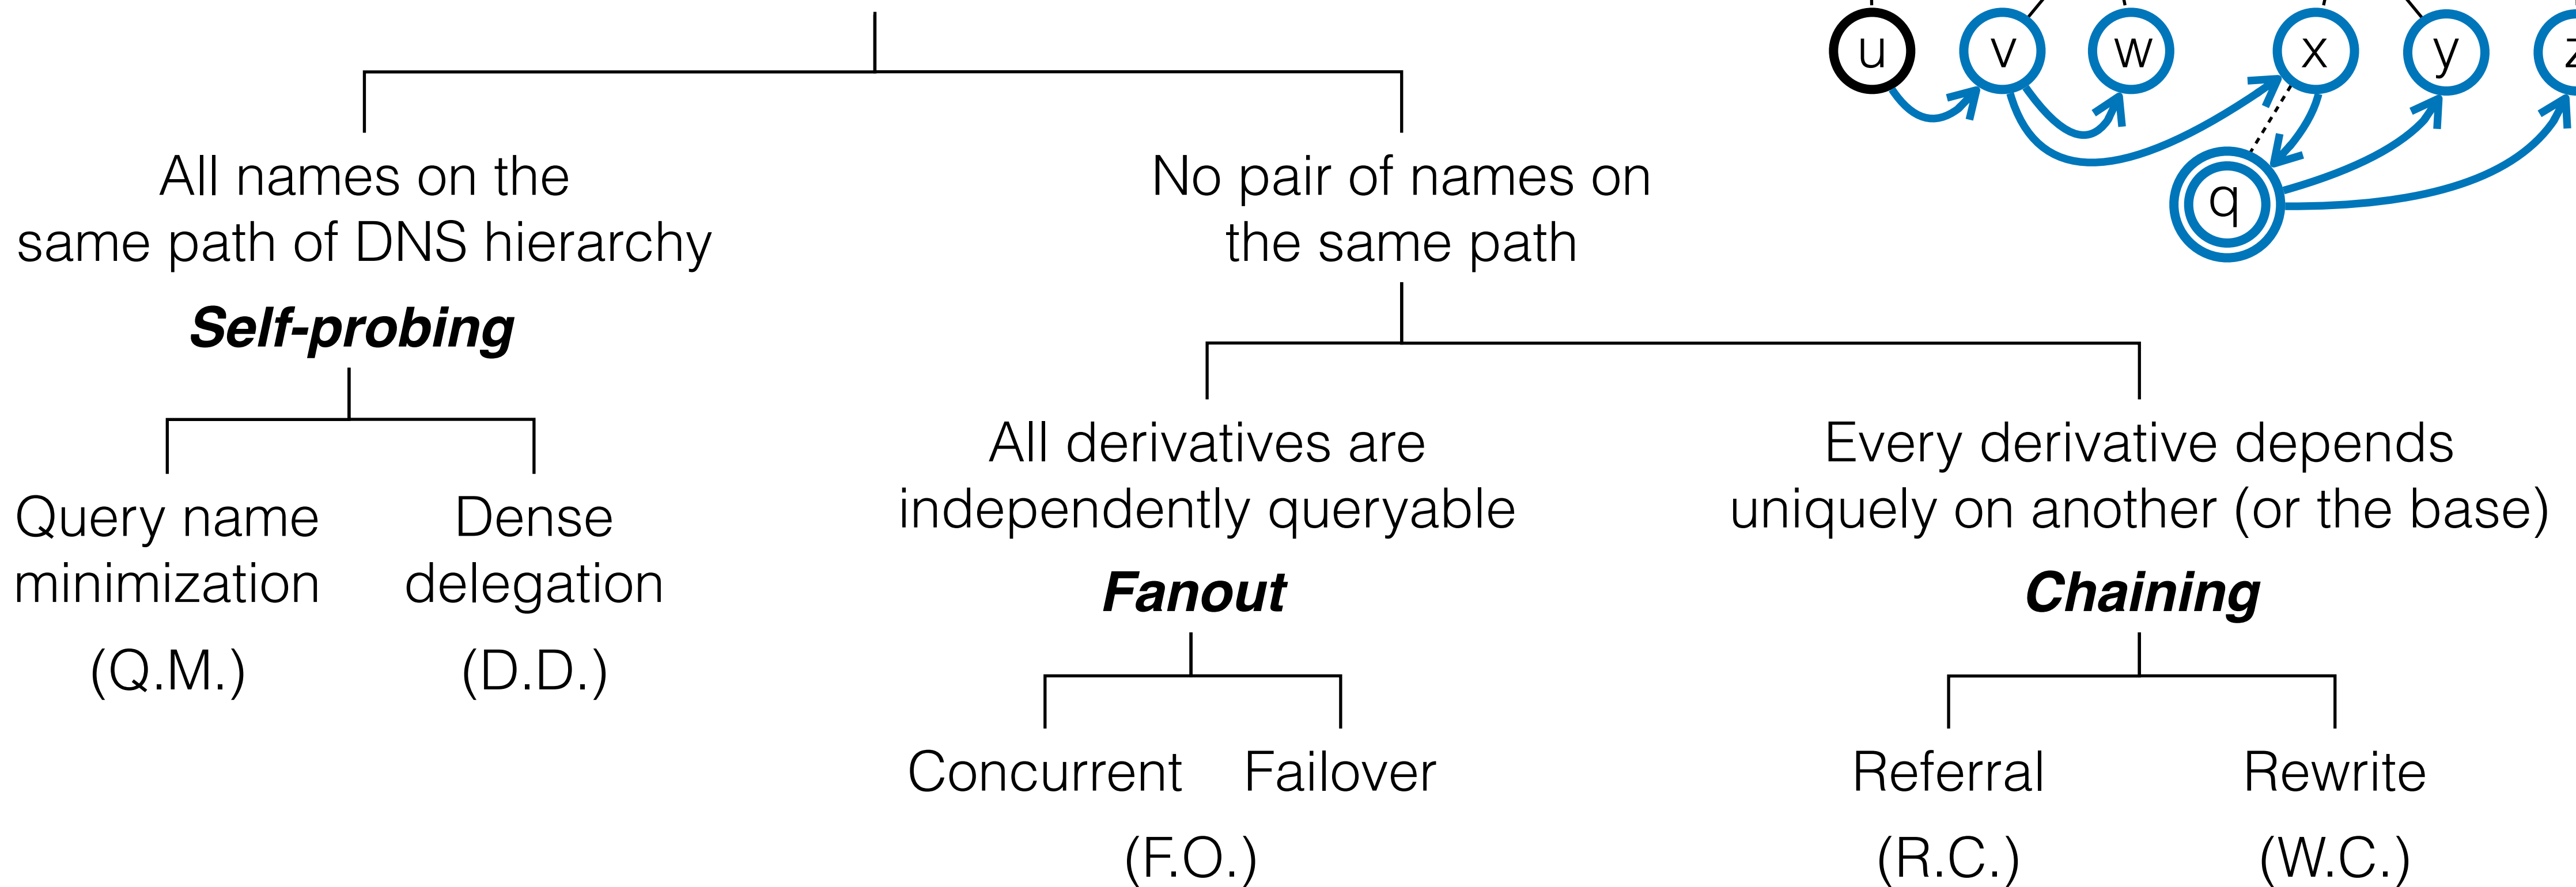 u v w x y z
q
All names on the
same path of DNS hierarchy
Self-probing
No pair of names on
the same path
Query name
minimization
(Q.M.)
Dense
delegation
(D.D.)
All derivatives are
independently queryable
Fanout
Concurrent
Failover
(F.O.)
Every derivative depends
uniquely on another (or the base)
Chaining
Referral
(R.C.)
Rewrite
(W.C.)